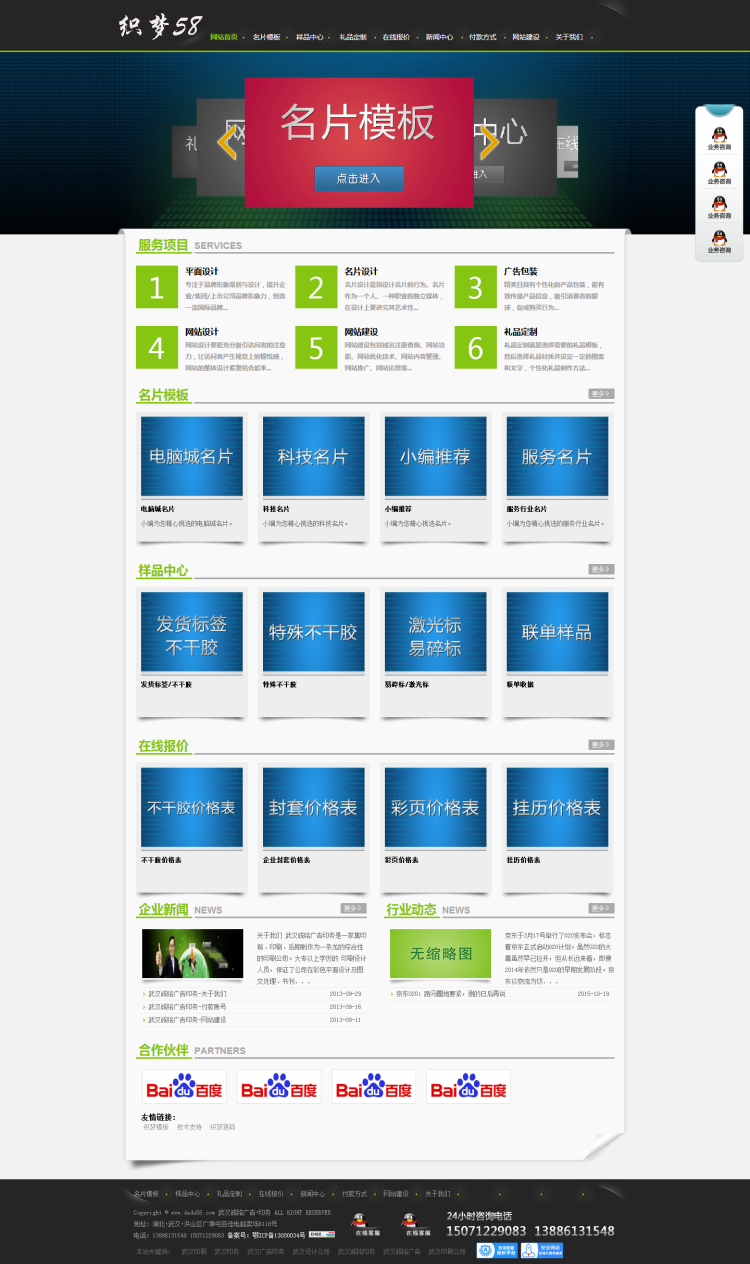 织梦58
网站首页 名片模板 样品中心 礼品定制 在线报价 新闻中心 付款方式 网站建设 关于我们
名片模板
点击进入
业务咨询
业务咨询
业务咨询
业务咨询
服务项目 SERVICES
1 平面设计
专注于品牌形象策划与设计，提升企
业/集团/上市公司品牌形象力，创造
一流国际品牌...
2 名片设计
名片设计是指设计名片的行为。名片
作为一个人、一种职业的独立媒体，
在设计上要讲究其艺术性...
3 广告包装
精美且具有个性化的产品包装，能有
效传递产品信息，吸引消费者的眼
球，促成购买行为...
4 网站设计
网站设计要能充分吸引访问者的注意
力，让访问者产生视觉上的愉悦感，
网站的整体设计紧密结合起来...
5 网站建设
网站建设包括域名注册查询、网站功
能、网站优化技术、网站内容整理、
网站推广、网站运营等...
6 礼品定制
礼品定制就是选择需要的礼品模板，
然后选择礼品材质并设定一定的图案
和文字，个性化礼品制作方法...
名片模板 更多
电脑城名片 科技名片 小编推荐 服务名片
电脑城名片 科技名片 小编推荐 服务行业名片
小编为您精心挑选的电脑城名片。 小编为您精心挑选的科技名片。 小编为您精心挑选名片。 小编为您精心挑选的服务行业名片。
样品中心 更多
发货标签 特殊不干胶 激光标 联单样品
不干胶 易碎标
发货标签/不干胶 特殊不干胶 易碎标/激光标 联单收据
在线报价 更多
不干胶价格表 封套价格表 彩页价格表 挂历价格表
不干胶价格表 企业封套价格表 彩页价格表 挂历价格表
企业新闻 NEWS 更多
关于我们 武汉诚铭广告印务是一家集印
前、印刷、后期制作为一条龙的综合性
的印刷公司。大专以上学历的 印刷设计
人员，保证了公司在彩色平面设计及图
文处理、书刊，．．．
武汉诚铭广告印务-关于我们 2013-09-29
武汉诚铭广告印务-付款账号 2013-09-16
武汉诚铭广告印务-网站建设 2013-09-11
行业动态 NEWS 更多
无缩略图
京东于3月17号举行了O2O发布会，标志
着京东正式启动O2O计划。虽然O2O的大
幕虽然早已拉开，但从长远来看，即便
2014年依然只是O2O的早期发展阶段。京
东以物流为切．．．
京东O2O：跑马圈地要紧，别的日后再说 2015-10-19
合作伙伴 PARTNERS
Baidu百度 Baidu百度 Baidu百度 Baidu百度
友情链接：
织梦模板 技术支持 织梦源码
名片模板 样品中心 礼品定制 在线报价 新闻中心 付款方式 网站建设 关于我们
Copyright © www.dede58.com 武汉诚铭广告•印务 ALL RIGHT RESERVED
地址：湖北•武汉•洪山区广埠屯百仕电脑卖场B118号
电话：13886131548 15071229083 备案号：鄂ICP备13000034号
在线客服 在线客服
24小时咨询电话
15071229083 13886131548
本站关键词： 武汉印刷 武汉印务 武汉广告印务 武汉设计公司 武汉诚铭印务 武汉诚铭广告 武汉印刷公司